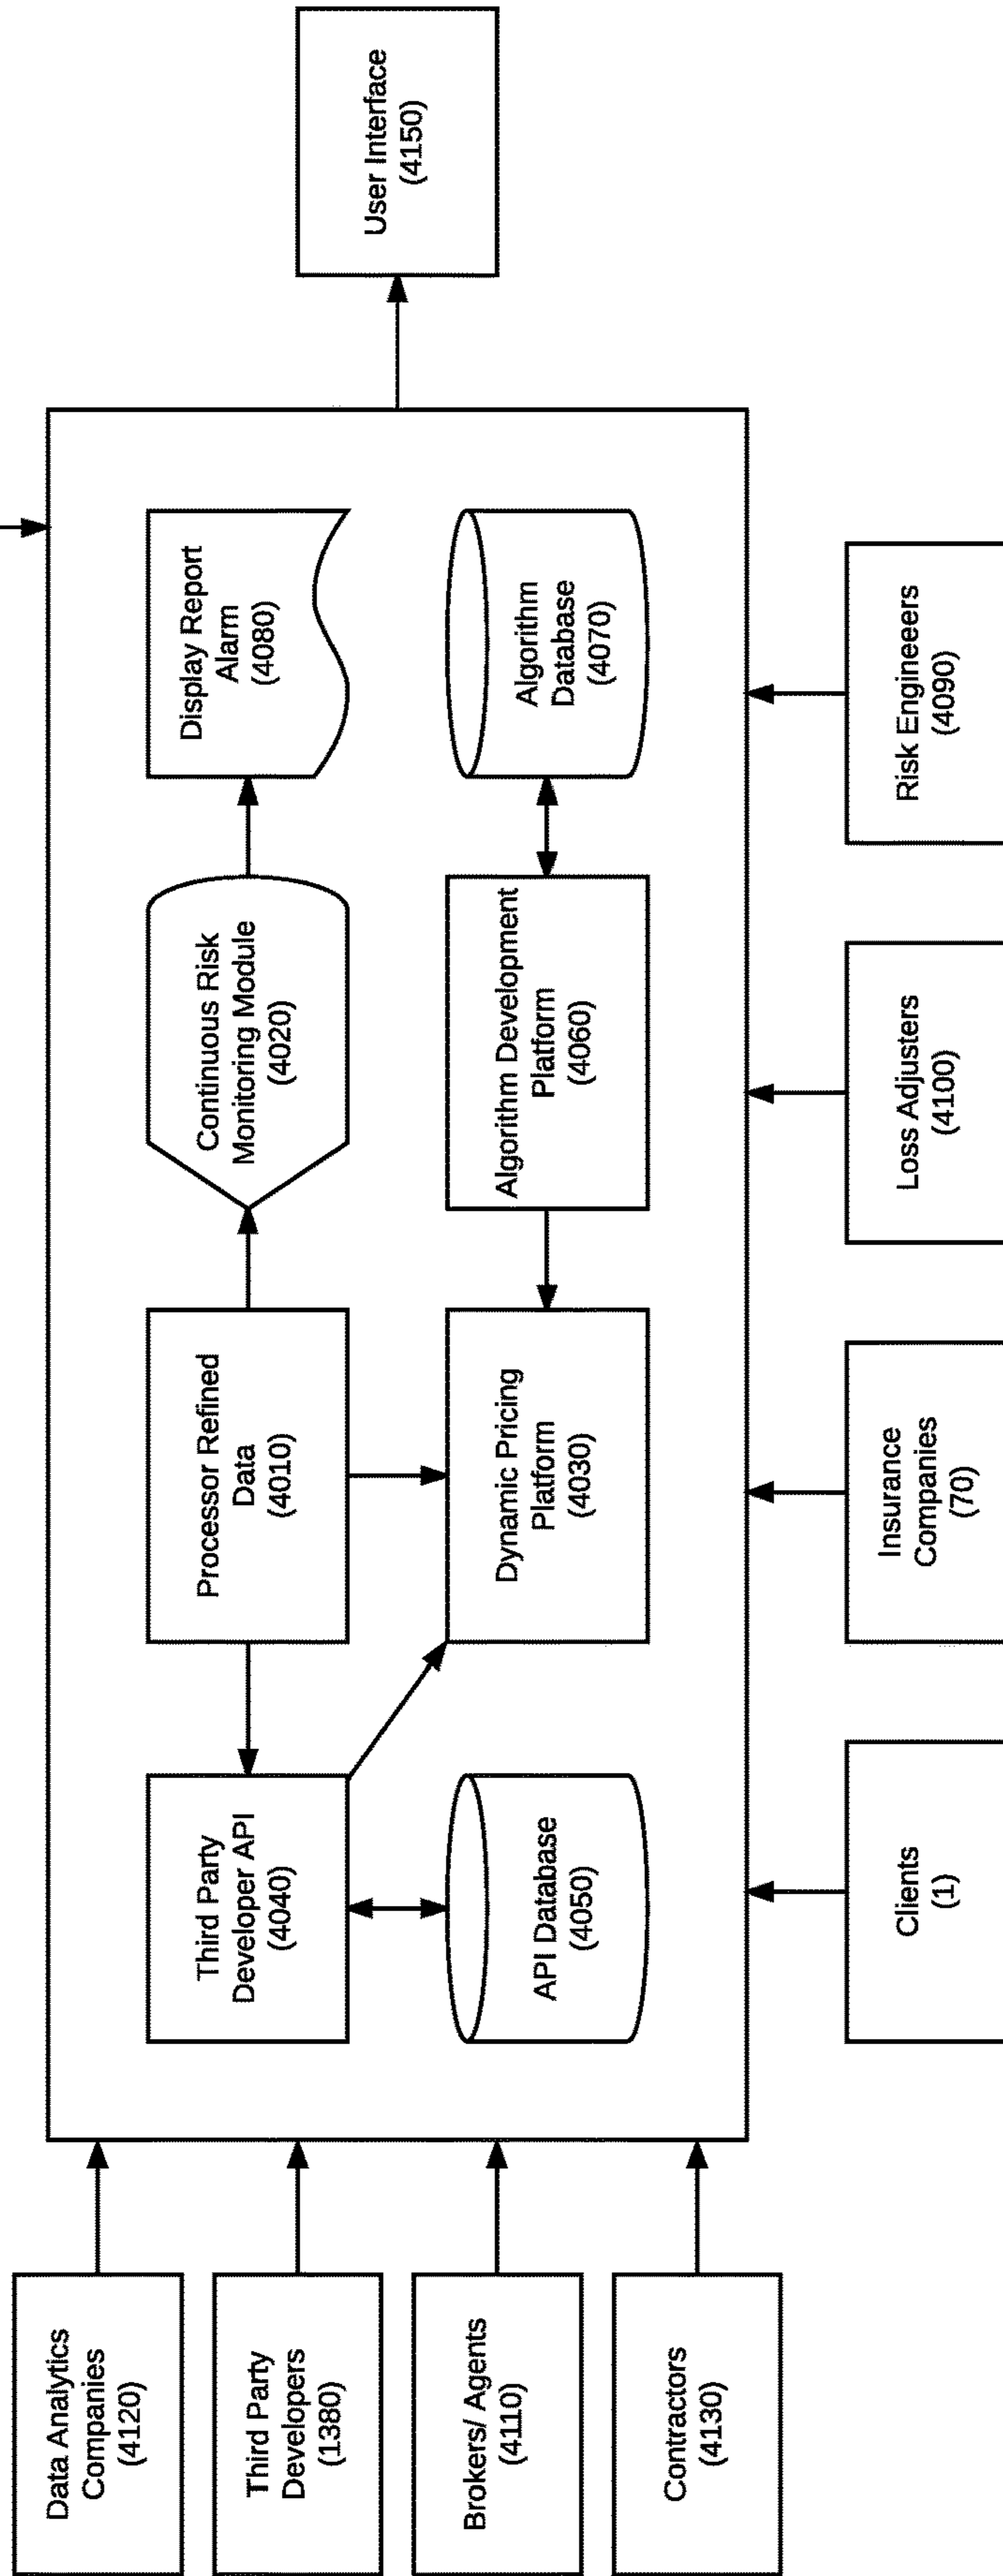 Data Analytics
Companies
(4120)
Third Party
Developers
(1380)
Brokers/ Agents
(4110)
Contractors
(4130)
Third Party
Developer API
(4040)
Processor Refined
Data
(4010)
Continuous Risk
Monitoring Module
(4020)
Display Report
Alarm
(4080)
API Database
(4050)
Dynamic Pricing
Platform
(4030)
Algorithm Development
Platform
(4060)
Algorithm
Database
(4070)
User Interface
(4150)
Clients
(1)
Insurance
Companies
(70)
Loss Adjusters
(4100)
Risk Engineeers
(4090)